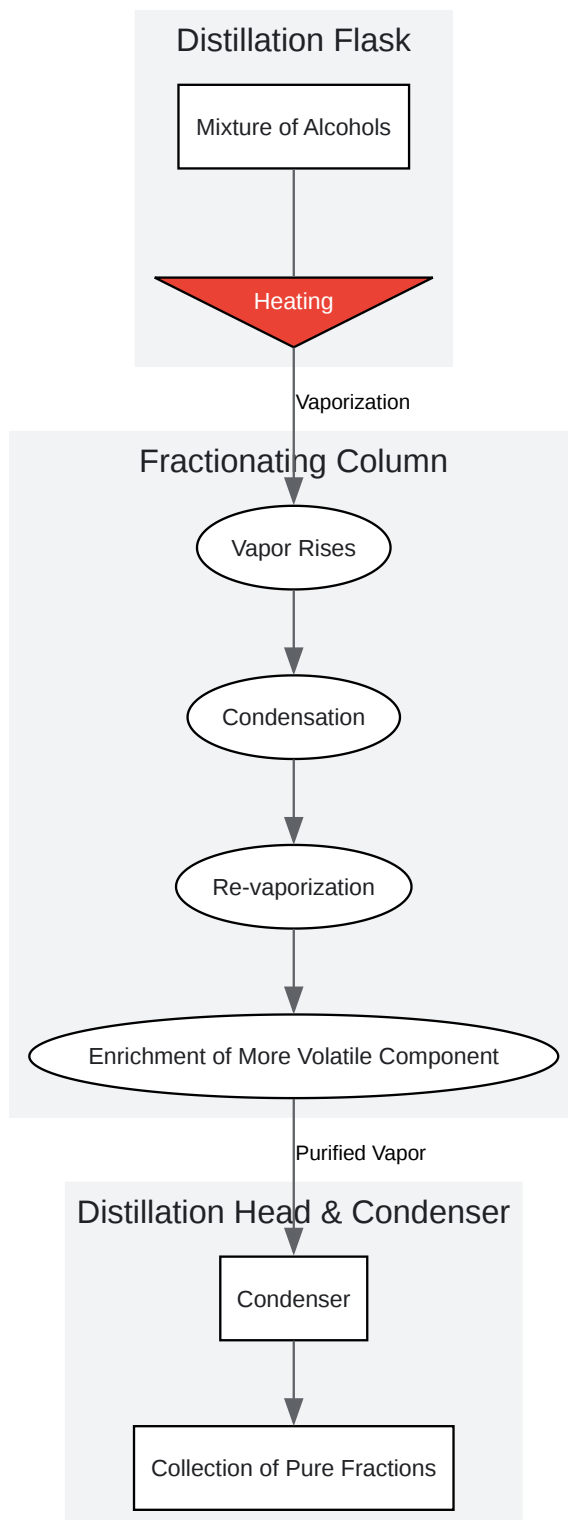 Distillation Flask
Mixture of Alcohols
Heating
Vaporization
Fractionating Column
Vapor Rises
Condensation
Re-vaporization
Enrichment of More Volatile Component
Purified Vapor
Distillation Head & Condenser
Condenser
Collection of Pure Fractions